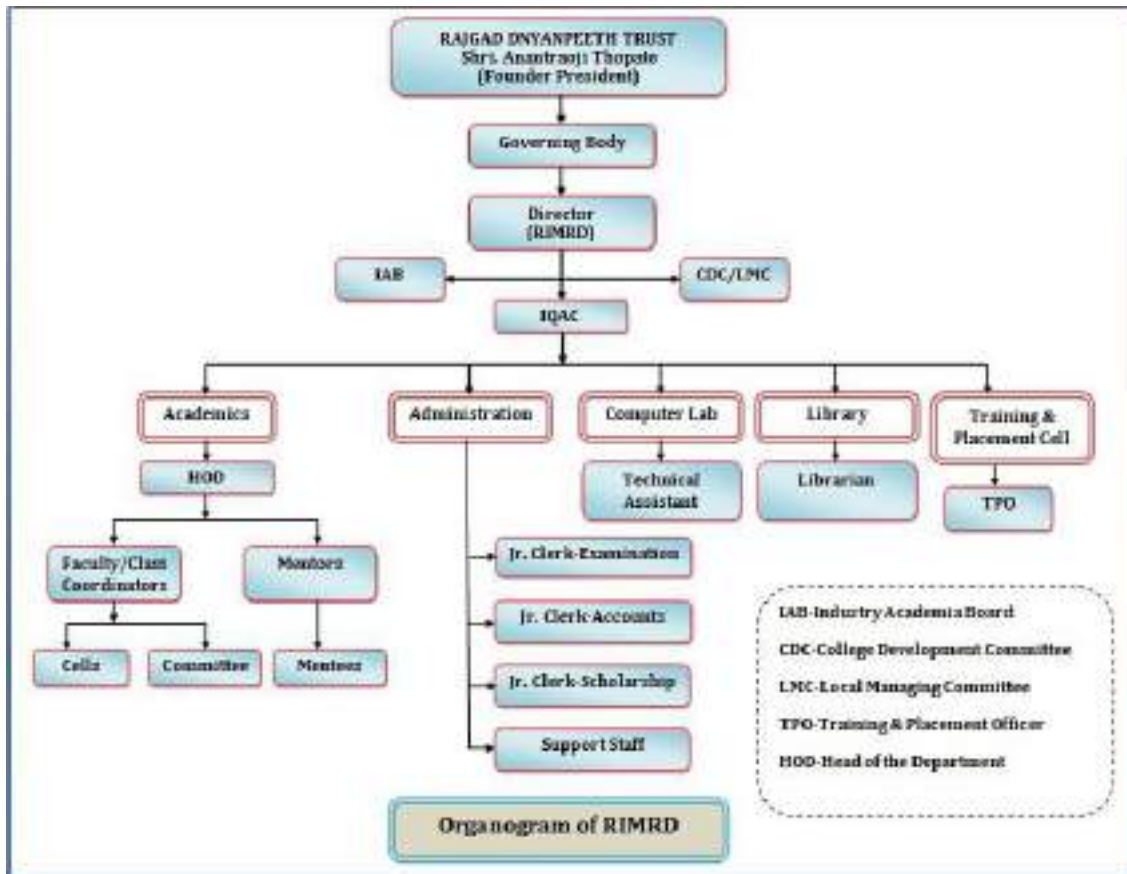 RAJGAD DNYANPEETH TRUST
Shri. Anantraoji Thopate
(Founder President)
Governing Body
Director
(RIMRD)
IAB
CDC/LMC
IQAC
Academics
Administration
Computer Lab
Library
Training &
Placement Cell
HOD
Technical
Assistant
Librarian
TPO
Faculty/Class
Coordinators
Mentors
Cells
Committee
Mentees
Jr. Clerk-Examination
Jr. Clerk-Accounts
Jr. Clerk-Scholarship
Support Staff
IAB-Industry Academia Board
CDC-College Development Committee
LMC-Local Managing Committee
TPO-Training & Placement Officer
HOD-Head of the Department
Organogram of RIMRD